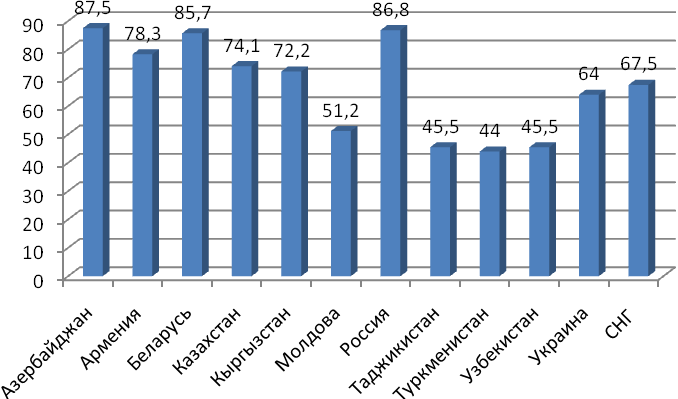 87,5
78,3
85,7
74,1
72,2
51,2
86,8
45,5
44
45,5
64
67,5
90
80
70
60
50
40
30
20
10
0
Азербайджан
Армения
Беларусь
Казахстан
Кыргызстан
Молдова
Россия
Таджикистан
Туркменистан
Узбекистан
Украина
СНГ